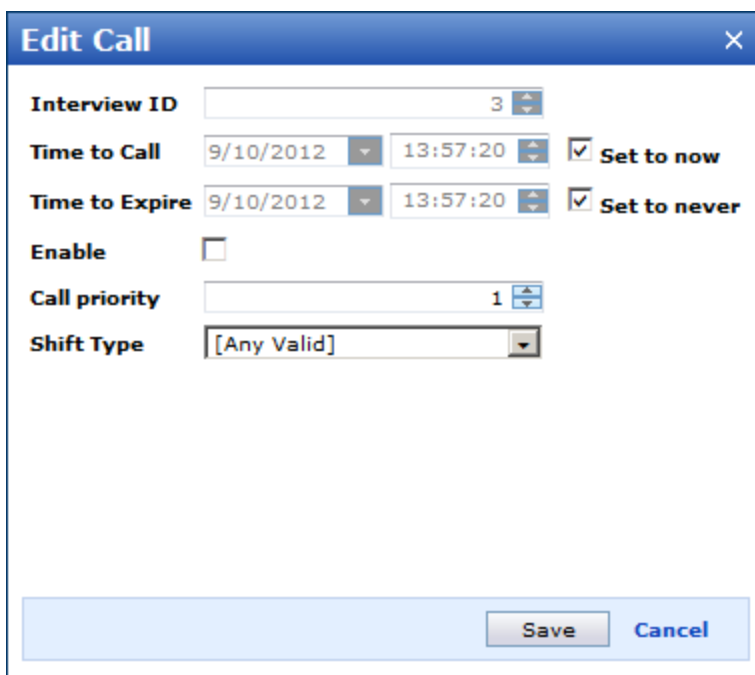 Edit Call
Interview ID 3
Time to Call 9/10/2012 13:57:20 Set to now
Time to Expire 9/10/2012 13:57:20 Set to never
Enable
Call priority 1
Shift Type [Any Valid]
Save Cancel